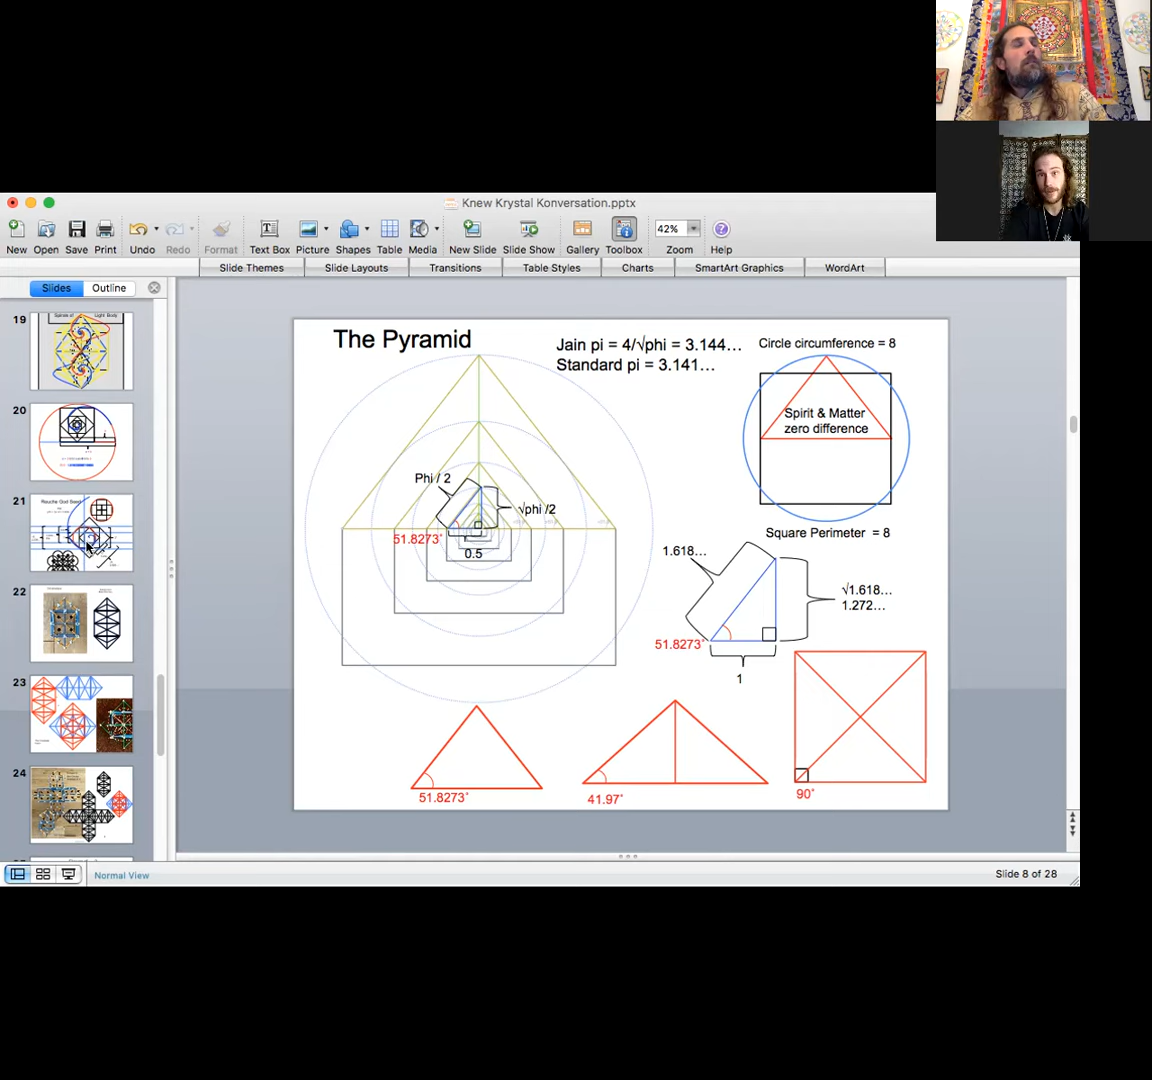 Knew Krystal Konversation.pptx
New Open Save Print Undo Redo Format Text Box Picture Shapes Table Media New Slide Slide Show Gallery Toolbox 42% Zoom Help
Slide Themes Slide Layouts Transitions Table Styles Charts SmartArt Graphics WordArt
Slides Outline
19
20
21
22
23
24
The Pyramid
Jain pi = 4/√phi = 3.144...
Standard pi = 3.141...
Circle circumference = 8
Spirit & Matter
zero difference
Square Perimeter = 8
Phi / 2
√phi /2
51.8273˚
0.5
1.618...
√1.618...
1.272...
51.8273˚
1
51.8273˚
41.97˚
90˚
Normal View
Slide 8 of 28